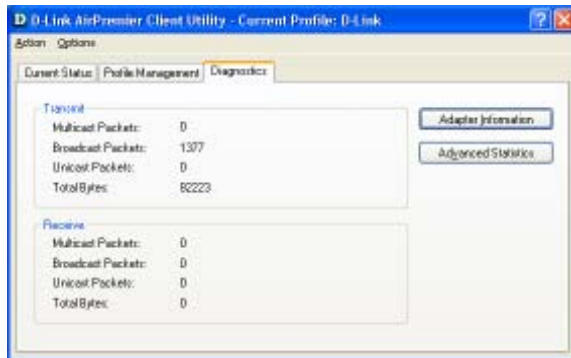 D-Link AirPremier Client Utility - Current Profile: D-Link
Action Options
Current Status Profile Management Diagnostics
Transmit
Multicast Packets: 0
Broadcast Packets: 1377
Unicast Packets: 0
Total Bytes: 82223
Adapter Information
Advanced Statistics
Receive
Multicast Packets: 0
Broadcast Packets: 0
Unicast Packets: 0
Total Bytes: 0